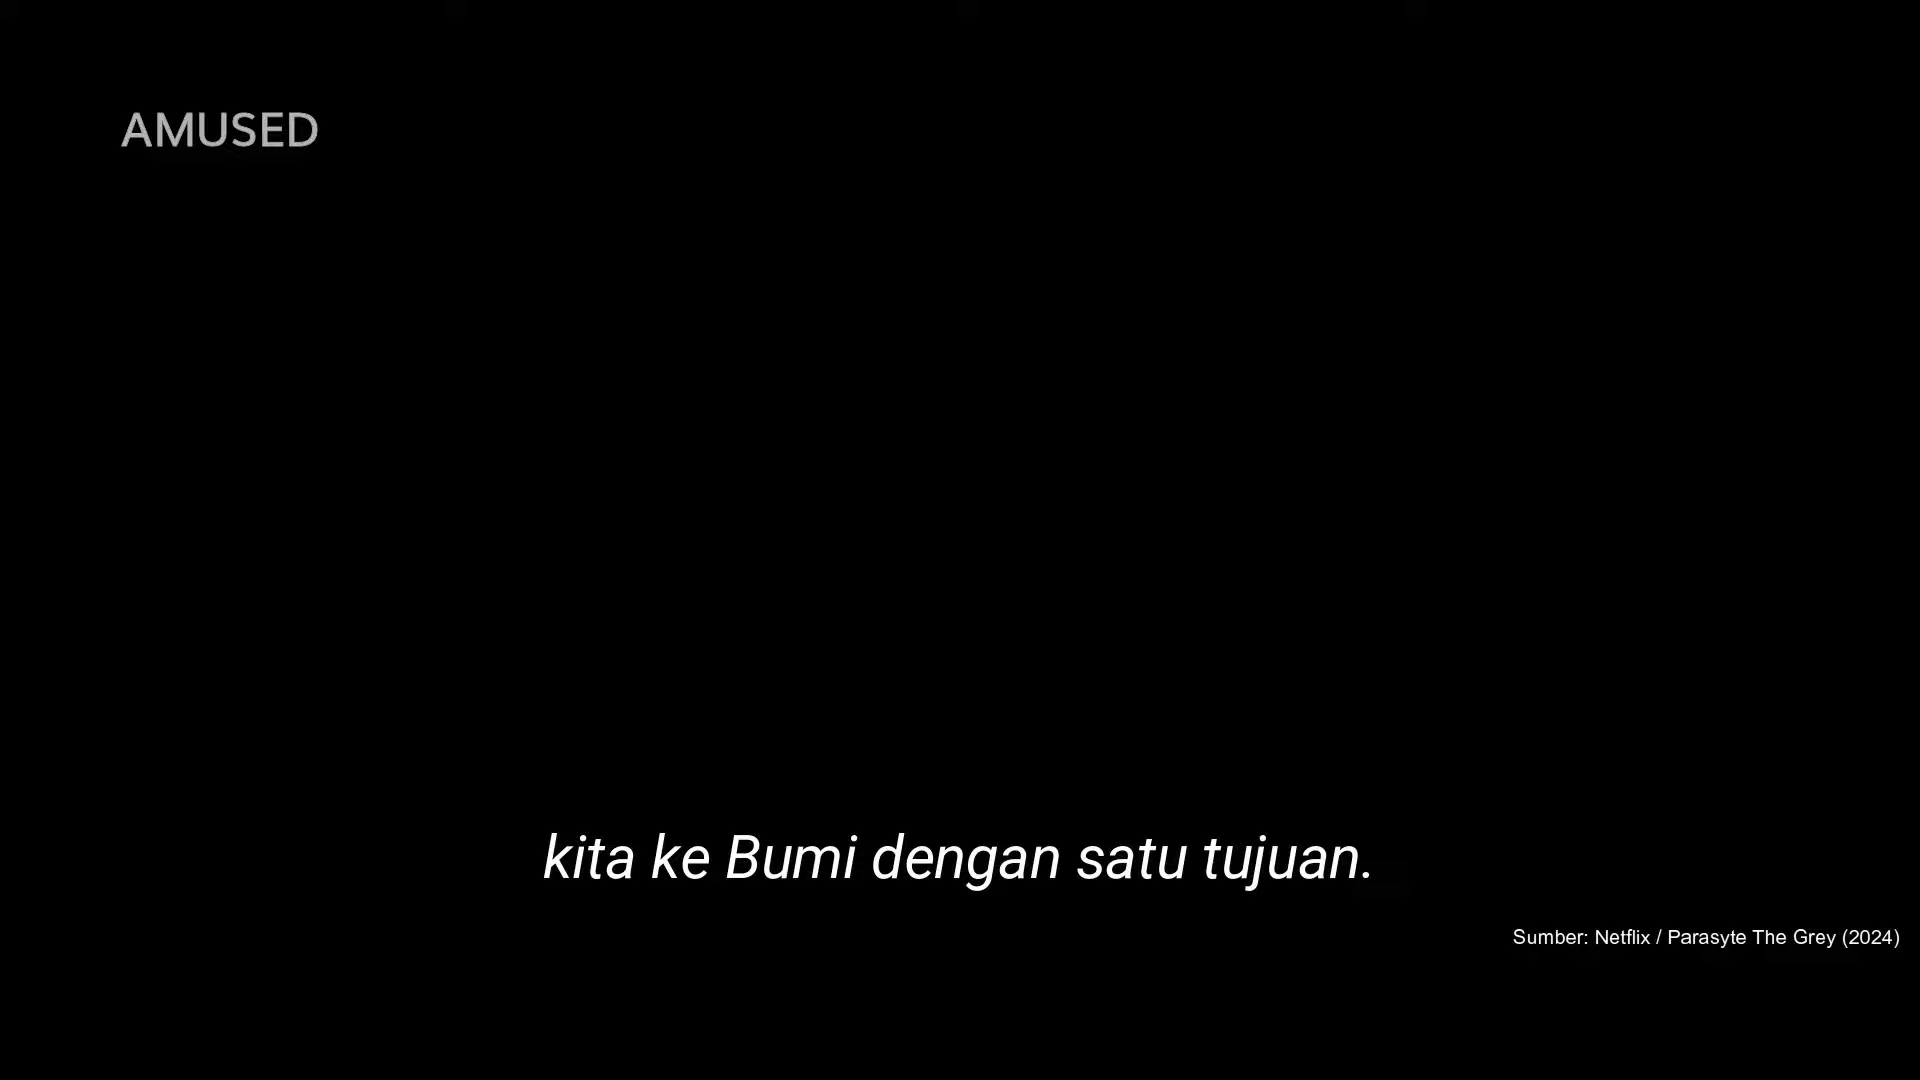 AMUSED
kita ke Bumi dengan satu tujuan.
Sumber: Netflix / Parasyte The Grey (2024)